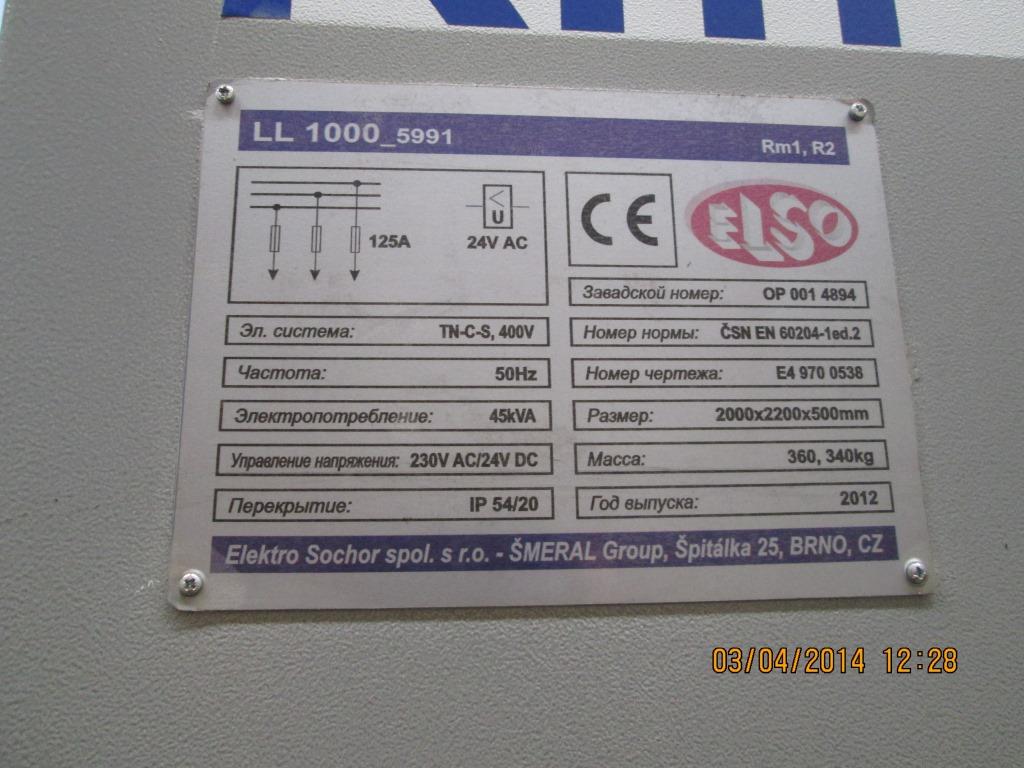 LL 1000_5991 Rm1, R2
125A
U
24V AC
CE
ELSO
Завадской номер: OP 001 4894
Эл. система: TN-C-S, 400V
Номер нормы: ČSN EN 60204-1ed.2
Частота: 50Hz
Номер чертежа: E4 970 0538
Электропотребление: 45kVA
Размер: 2000x2200x500mm
Управление напряжения: 230V AC/24V DC
Масса: 360, 340kg
Перекрытие: IP 54/20
Год выпуска: 2012
Elektro Sochor spol. s r.o. - ŠMERAL Group, Špitálka 25, BRNO, CZ
03/04/2014 12:28